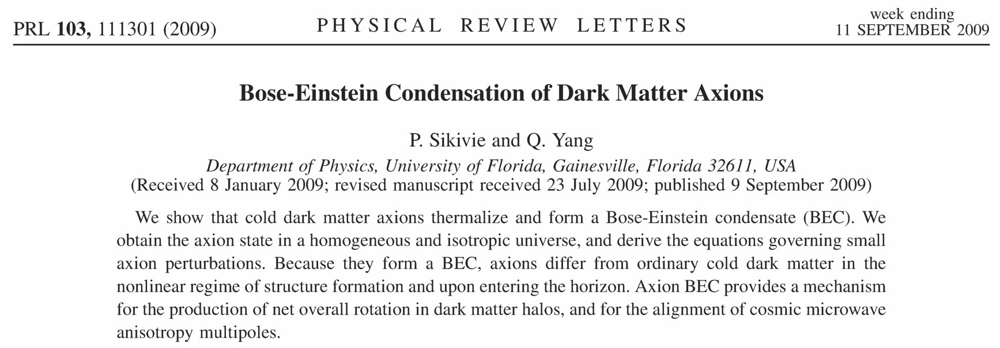 PRL 103, 111301 (2009)
PHYSICAL REVIEW LETTERS
week ending
11 SEPTEMBER 2009
Bose-Einstein Condensation of Dark Matter Axions
P. Sikivie and Q. Yang
Department of Physics, University of Florida, Gainesville, Florida 32611, USA
(Received 8 January 2009; revised manuscript received 23 July 2009; published 9 September 2009)
We show that cold dark matter axions thermalize and form a Bose-Einstein condensate (BEC). We
obtain the axion state in a homogeneous and isotropic universe, and derive the equations governing small
axion perturbations. Because they form a BEC, axions differ from ordinary cold dark matter in the
nonlinear regime of structure formation and upon entering the horizon. Axion BEC provides a mechanism
for the production of net overall rotation in dark matter halos, and for the alignment of cosmic microwave
anisotropy multipoles.